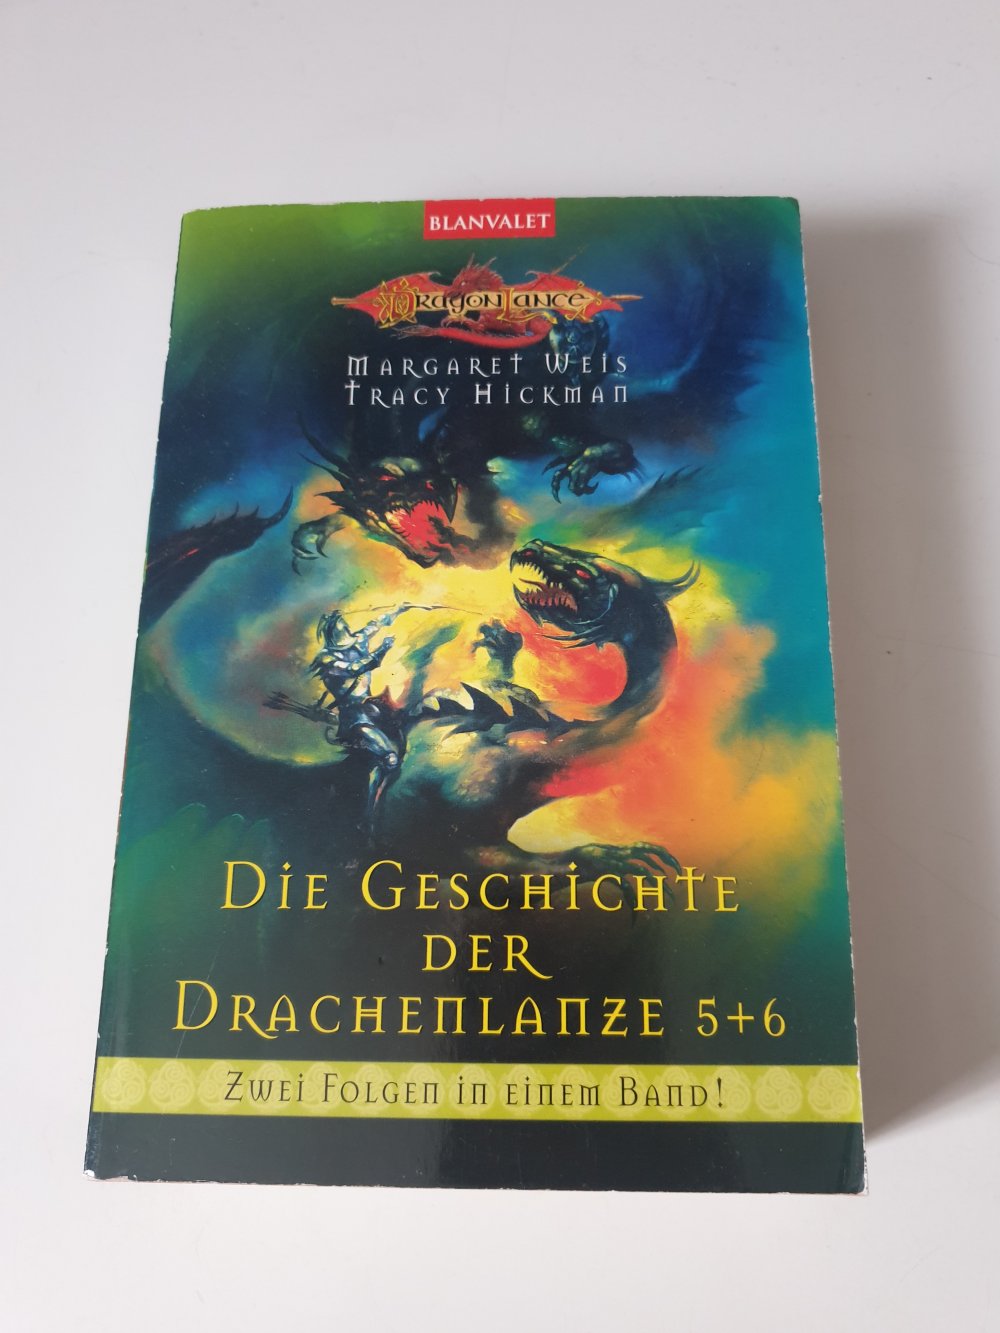 BLANVALET
DRAGONLANCE
MARGARET WEIS
TRACY HICKMAN
DIE GESCHICHTE
DER
DRACHENLANZE 5+6
ZWEI FOLGEN IN EINEM BAND!